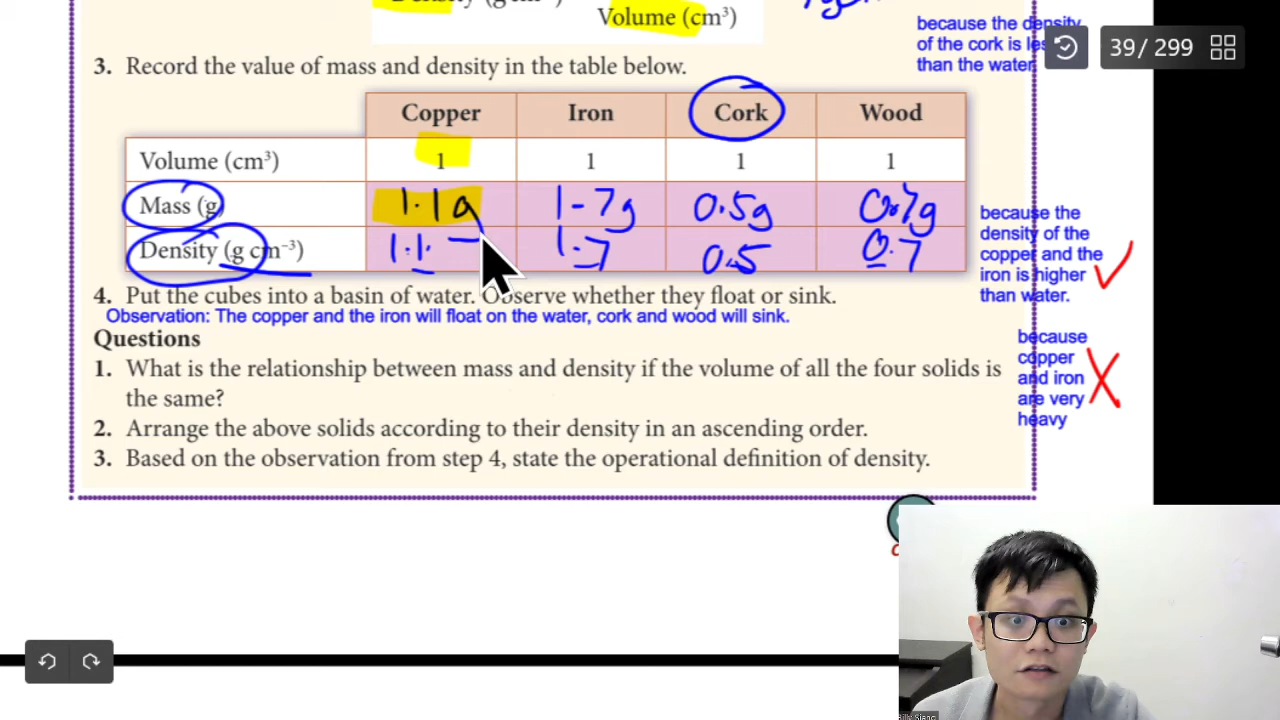 Volume (cm³)
because the density
of the cork is les
than the water.
39/ 299
3. Record the value of mass and density in the table below.
Copper Iron Cork Wood
Volume (cm³) 1 1 1 1
Mass (g) 1.1g 1-7g 0.5g 0.7g
Density (g cm⁻³) 1.1 1.7 0.5 0.7
because the
density of the
copper and the
iron is higher
than water.
4. Put the cubes into a basin of water. Observe whether they float or sink.
Observation: The copper and the iron will float on the water, cork and wood will sink.
Questions
1. What is the relationship between mass and density if the volume of all the four solids is
the same?
2. Arrange the above solids according to their density in an ascending order.
3. Based on the observation from step 4, state the operational definition of density.
because
copper
and iron
are very
heavy